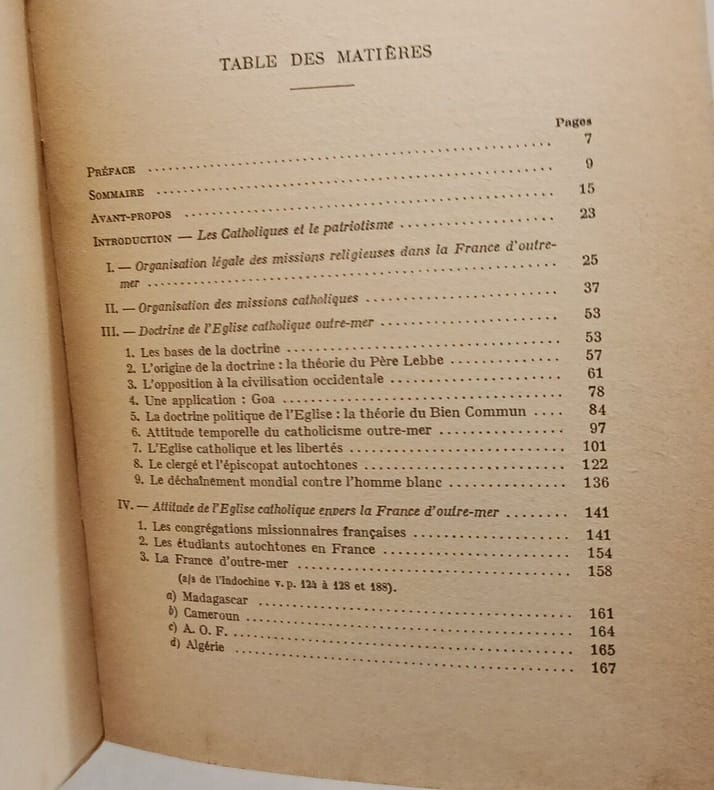 TABLE DES MATIÈRES
Pages
PRÉFACE ........ 7
SOMMAIRE ........ 9
AVANT-PROPOS ........ 15
INTRODUCTION — Les Catholiques et le patriotisme ........ 23
I. — Organisation légale des missions religieuses dans la France d'outre-
mer ........ 25
II. — Organisation des missions catholiques ........ 37
III. — Doctrine de l'Eglise catholique outre-mer ........ 53
1. Les bases de la doctrine ........ 53
2. L'origine de la doctrine : la théorie du Père Lebbe ........ 57
3. L'opposition à la civilisation occidentale ........ 61
4. Une application : Goa ........ 78
5. La doctrine politique de l'Eglise : la théorie du Bien Commun .... 84
6. Attitude temporelle du catholicisme outre-mer ........ 97
7. L'Eglise catholique et les libertés ........ 101
8. Le clergé et l'épiscopat autochtones ........ 122
9. Le déchaînement mondial contre l'homme blanc ........ 136
IV. — Attitude de l'Eglise catholique envers la France d'outre-mer ........ 141
1. Les congrégations missionnaires françaises ........ 141
2. Les étudiants autochtones en France ........ 154
3. La France d'outre-mer ........ 158
(a/s de l'Indochine v. p. 124 à 128 et 188).
a) Madagascar ........ 161
b) Cameroun ........ 164
c) A. O. F. ........ 165
d) Algérie ........ 167